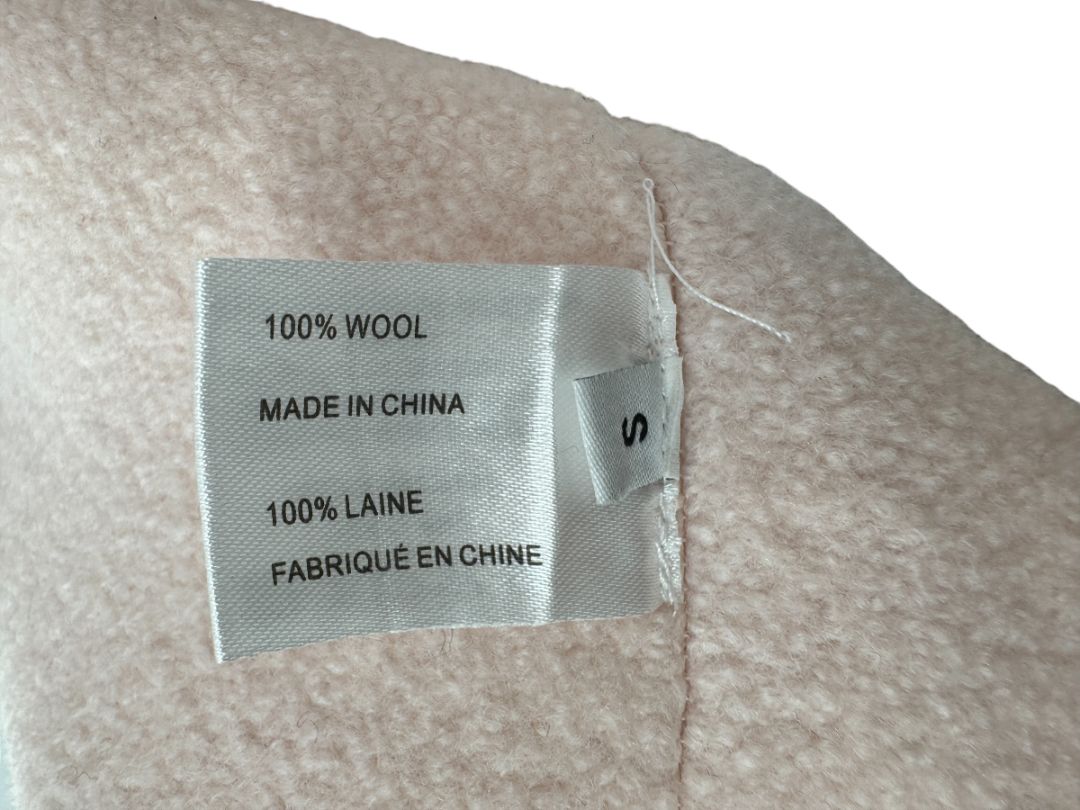 100% WOOL
MADE IN CHINA
100% LAINE
FABRIQUÉ EN CHINE
S